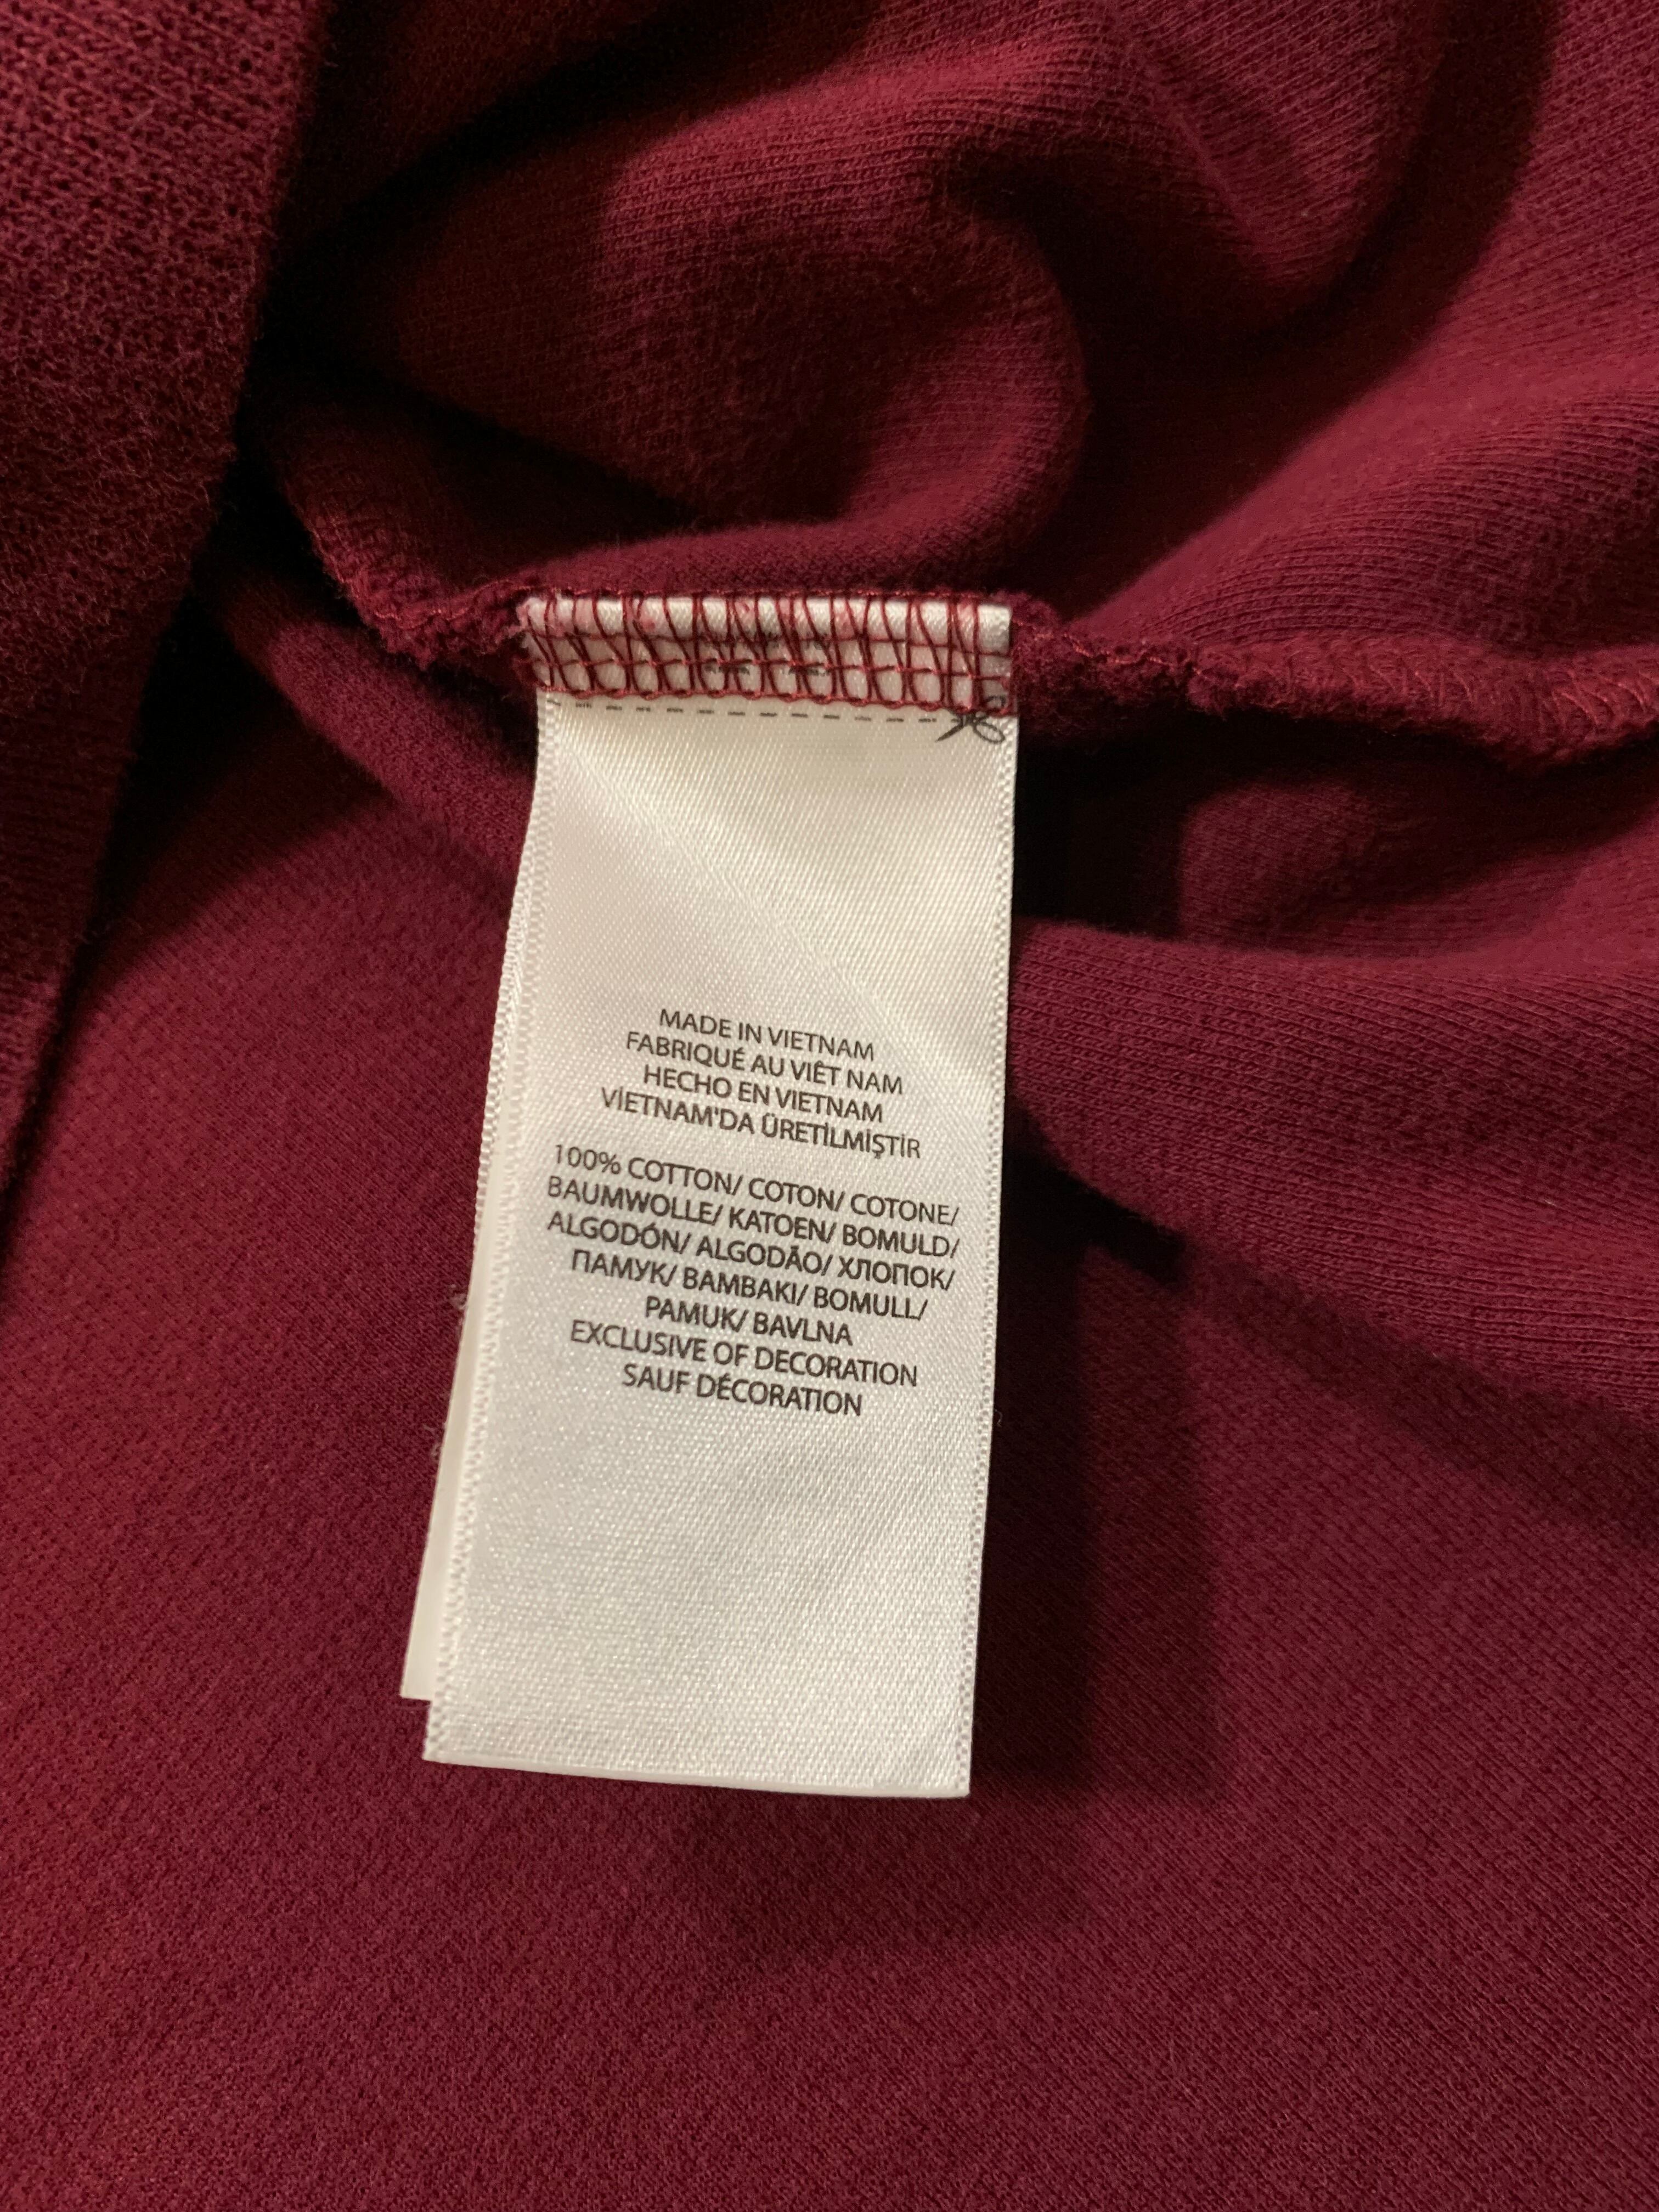 MADE IN VIETNAM
FABRIQUÉ AU VIÊT NAM
HECHO EN VIETNAM
VİETNAM'DA ÜRETİLMİŞTİR
100% COTTON/ COTON/ COTONE/
BAUMWOLLE/ KATOEN/ BOMULD/
ALGODÓN/ ALGODÃO/ ХЛОПОК/
ПАМУК/ BAMBAKI/ BOMULL/
PAMUK/ BAVLNA
EXCLUSIVE OF DECORATION
SAUF DÉCORATION